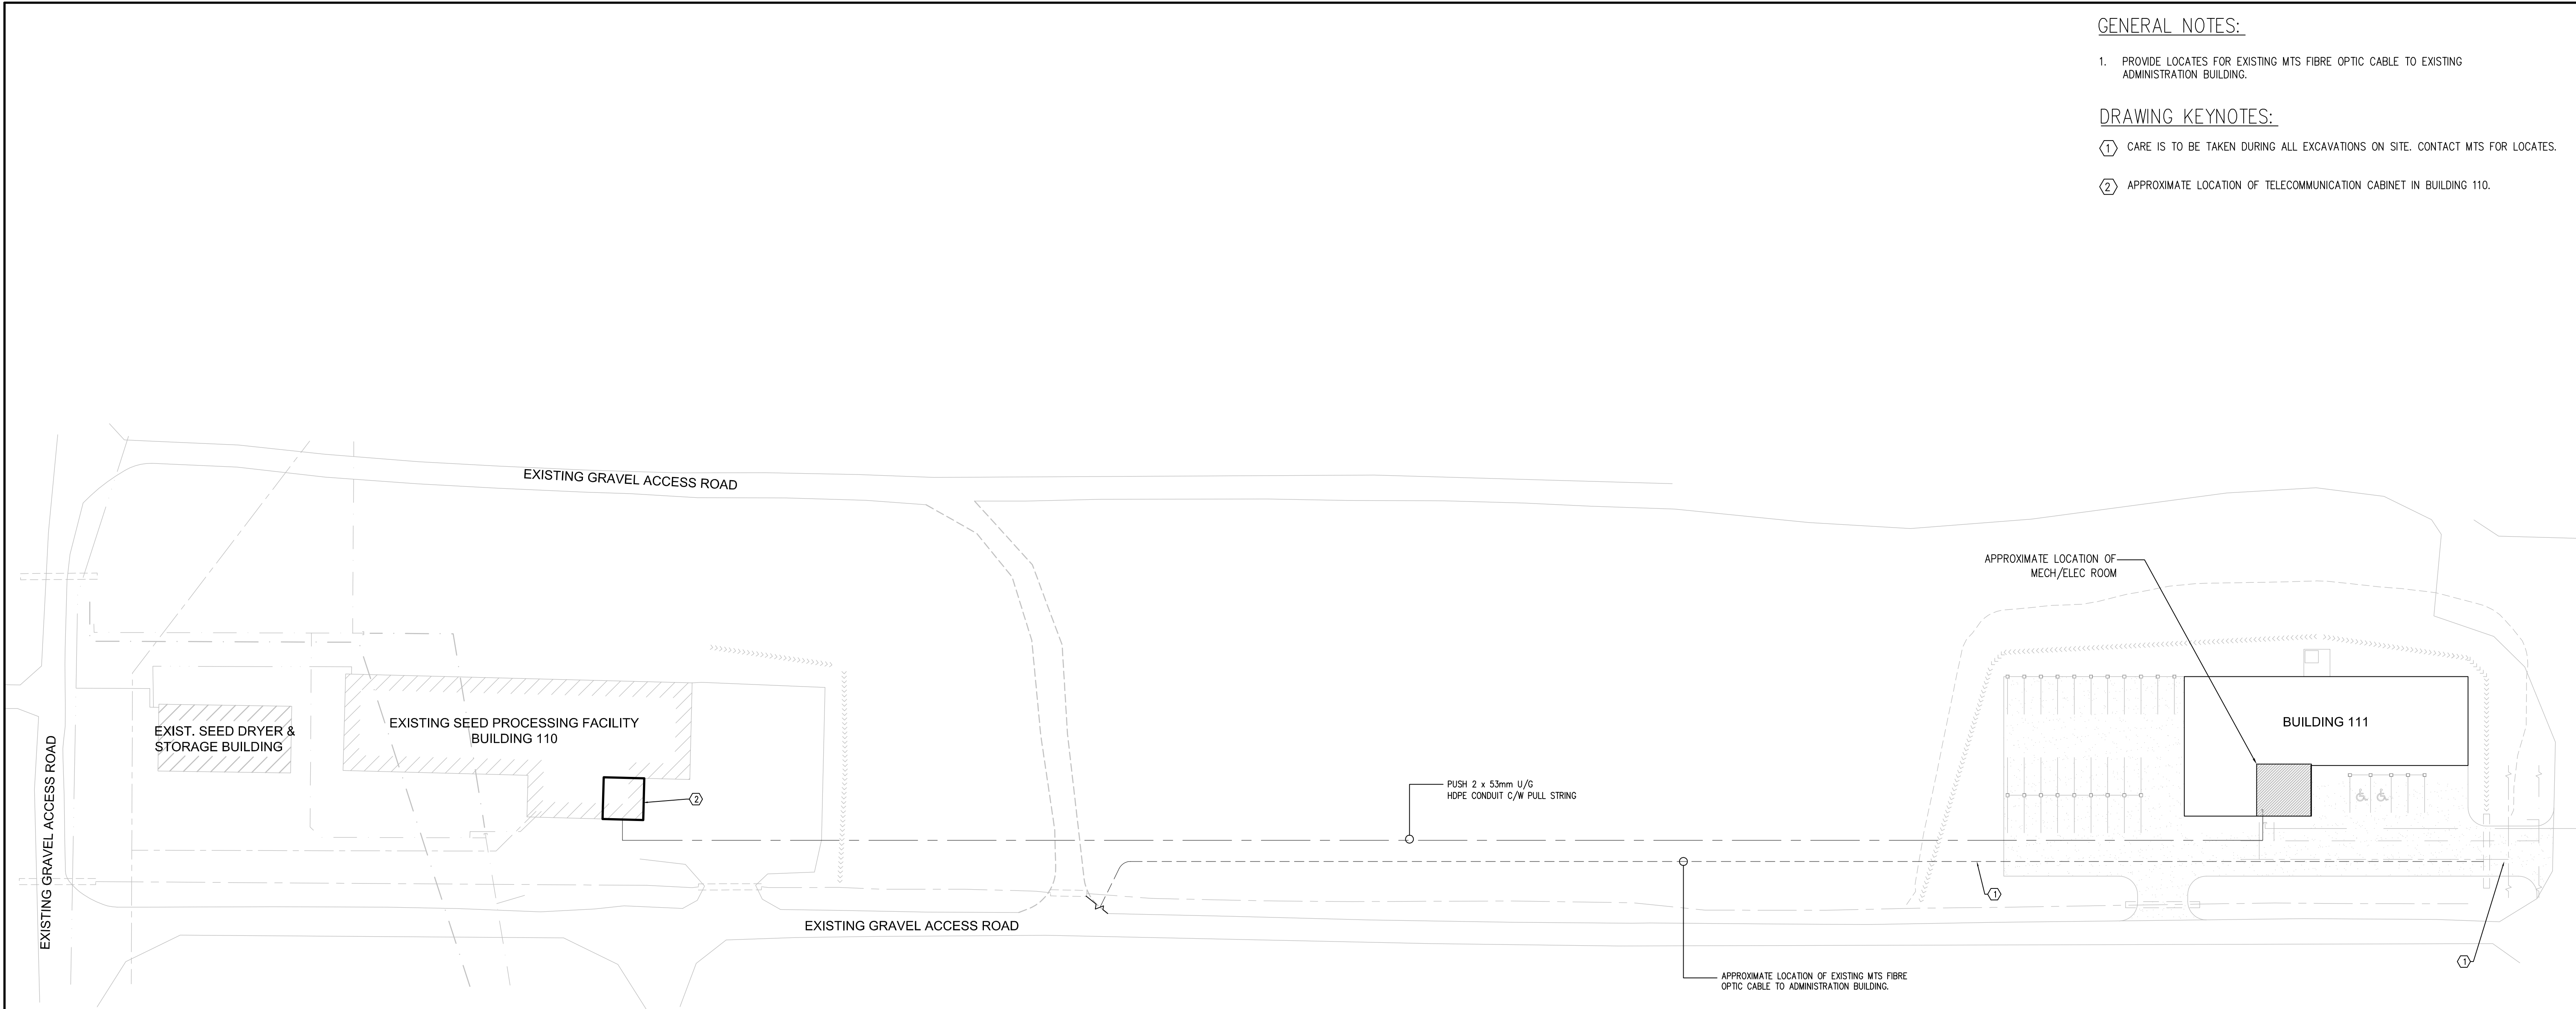 GENERAL NOTES:
1. PROVIDE LOCATES FOR EXISTING MTS FIBRE OPTIC CABLE TO EXISTING
ADMINISTRATION BUILDING.
DRAWING KEYNOTES:
1 CARE IS TO BE TAKEN DURING ALL EXCAVATIONS ON SITE. CONTACT MTS FOR LOCATES.
2 APPROXIMATE LOCATION OF TELECOMMUNICATION CABINET IN BUILDING 110.
EXISTING GRAVEL ACCESS ROAD
APPROXIMATE LOCATION OF
MECH/ELEC ROOM
EXISTING GRAVEL ACCESS ROAD
EXIST. SEED DRYER &
STORAGE BUILDING
EXISTING SEED PROCESSING FACILITY
BUILDING 110
2
BUILDING 111
PUSH 2 x 53mm U/G
HDPE CONDUIT C/W PULL STRING
1
EXISTING GRAVEL ACCESS ROAD
1
APPROXIMATE LOCATION OF EXISTING MTS FIBRE
OPTIC CABLE TO ADMINISTRATION BUILDING.